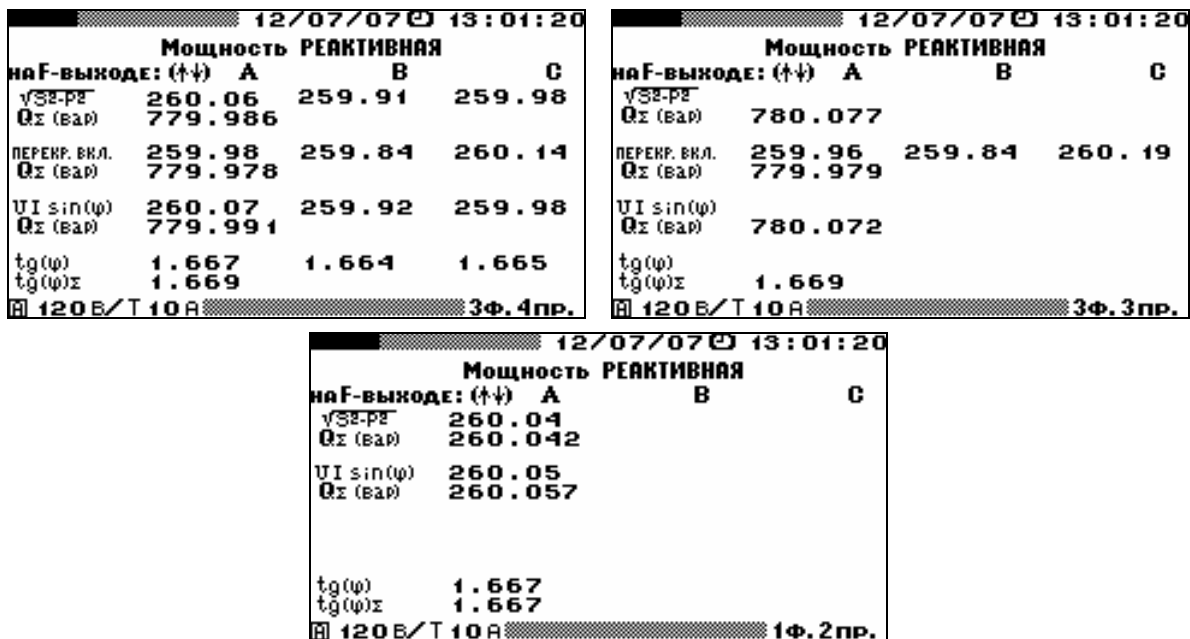 12/07/07 13:01:20
Мощность РЕАКТИВНАЯ
на F-выходе: (↑↓) A B C
√S²-P² 260.06 259.91 259.98
QΣ (вар) 779.986
ПЕРЕКР. ВКЛ. 259.98 259.84 260.14
QΣ (вар) 779.978
UI sin(φ) 260.07 259.92 259.98
QΣ (вар) 779.991
tg(φ) 1.667 1.664 1.665
tg(φ)Σ 1.669
A 120 В/Т 10 А 3Ф.4пр.
12/07/07 13:01:20
Мощность РЕАКТИВНАЯ
на F-выходе: (↑↓) A B C
√S²-P²
QΣ (вар) 780.077
ПЕРЕКР. ВКЛ. 259.96 259.84 260.19
QΣ (вар) 779.979
UI sin(φ)
QΣ (вар) 780.072
tg(φ)
tg(φ)Σ 1.669
A 120 В/Т 10 А 3Ф.3пр.
12/07/07 13:01:20
Мощность РЕАКТИВНАЯ
на F-выходе: (↑↓) A B C
√S²-P² 260.04
QΣ (вар) 260.042
UI sin(φ) 260.05
QΣ (вар) 260.057
tg(φ) 1.667
tg(φ)Σ 1.667
A 120 В/Т 10 А 1Ф.2пр.